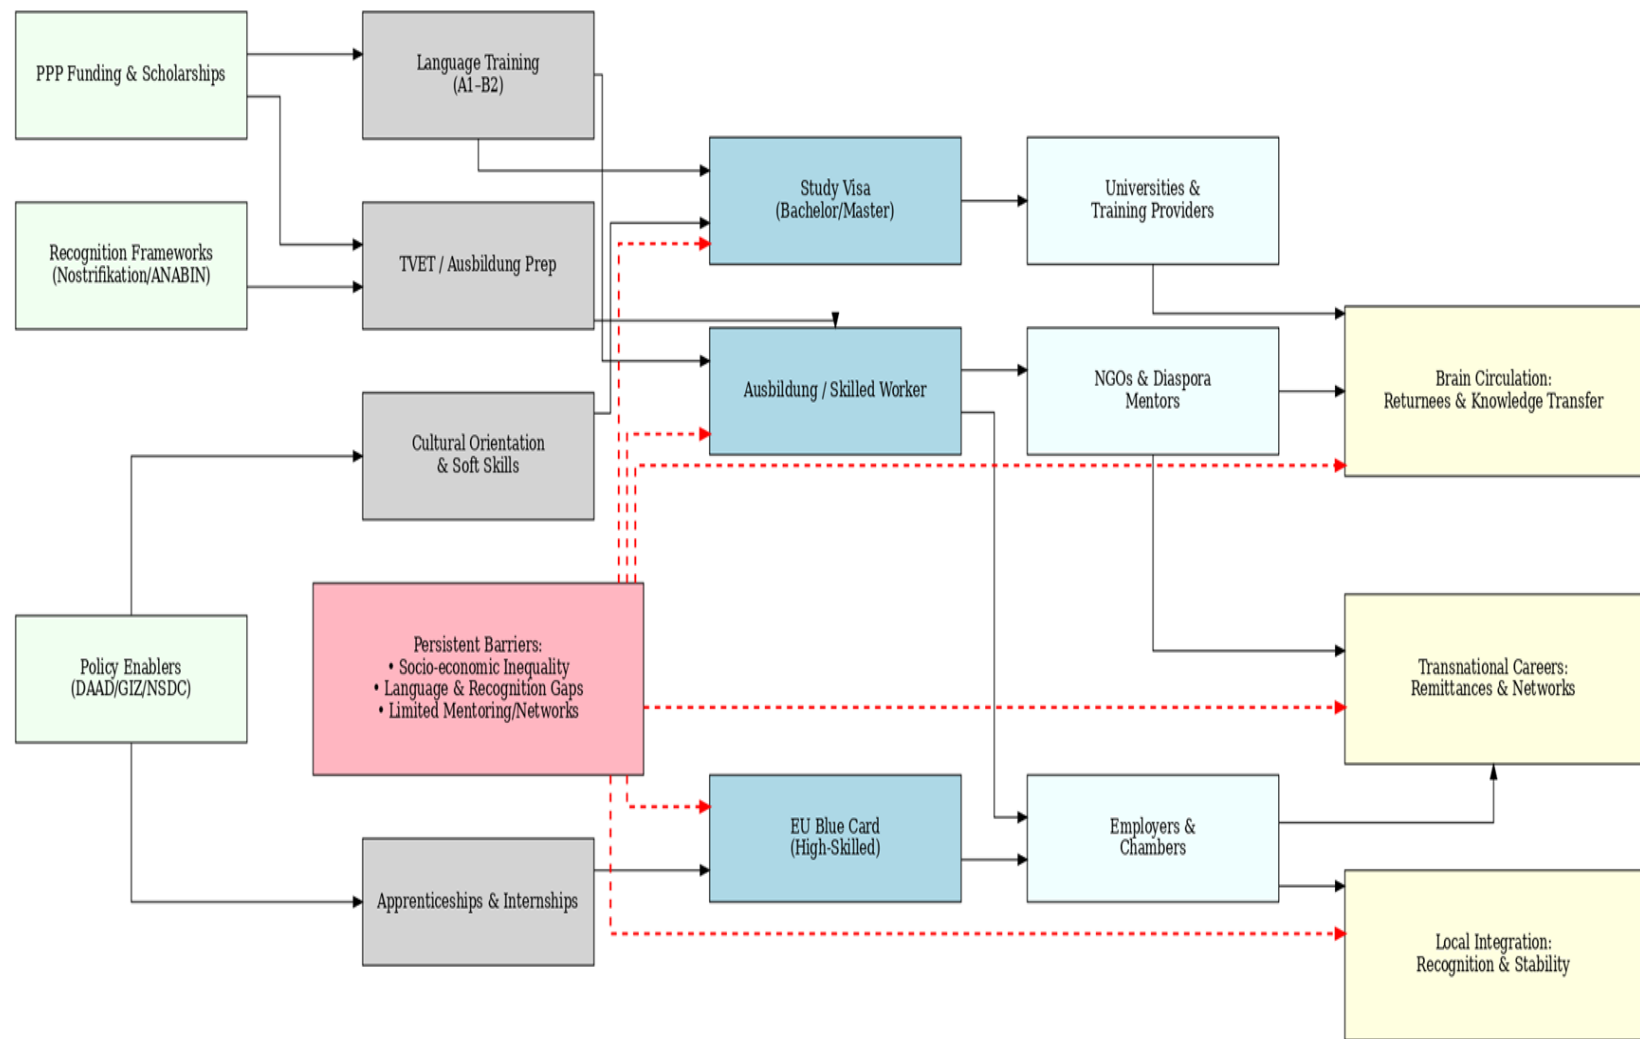 PPP Funding & Scholarships
Language Training
(A1–B2)
Study Visa
(Bachelor/Master)
Universities &
Training Providers
Recognition Frameworks
(Nostrifikation/ANABIN)
TVET / Ausbildung Prep
Ausbildung / Skilled Worker
NGOs & Diaspora
Mentors
Brain Circulation:
Returnees & Knowledge Transfer
Cultural Orientation
& Soft Skills
Policy Enablers
(DAAD/GIZ/NSDC)
Persistent Barriers:
• Socio-economic Inequality
• Language & Recognition Gaps
• Limited Mentoring/Networks
Transnational Careers:
Remittances & Networks
EU Blue Card
(High-Skilled)
Employers &
Chambers
Apprenticeships & Internships
Local Integration:
Recognition & Stability